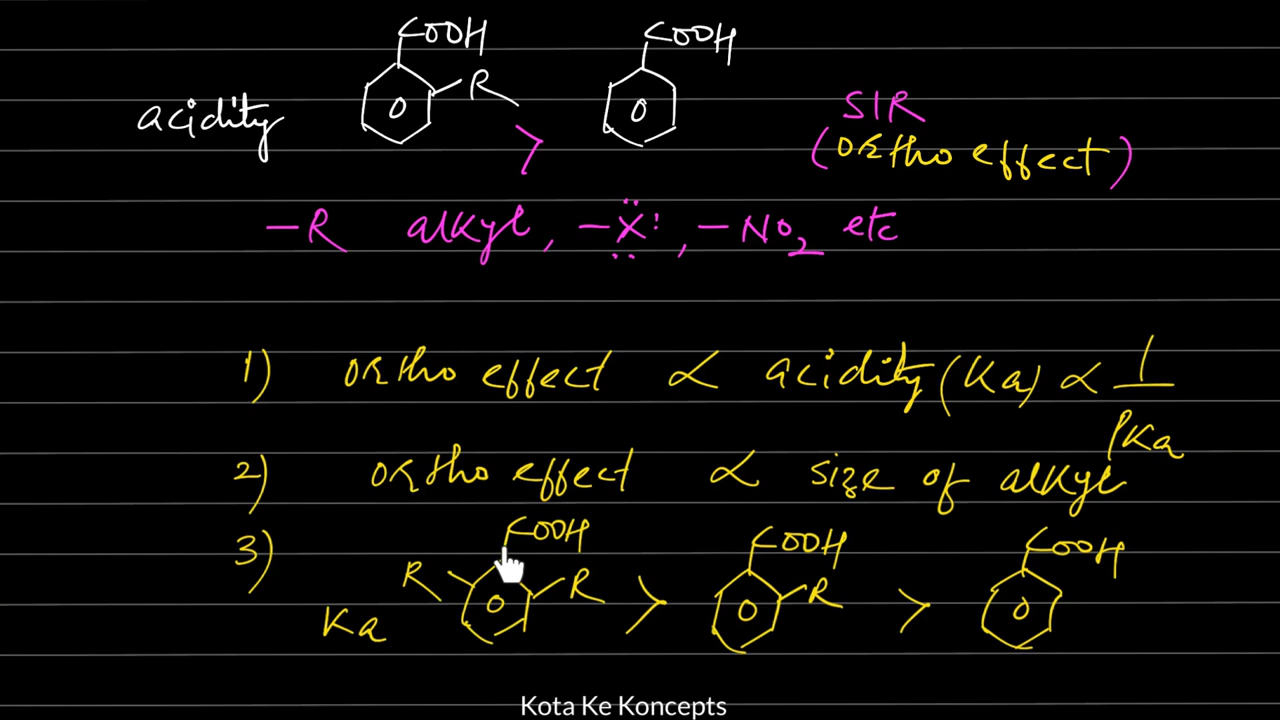 COOH COOH
R
acidity O > O SIR
(ortho effect)
-R alkyl, -X, -NO2 etc
1) ortho effect ∝ acidity (Ka) ∝ 1/pKa
2) ortho effect ∝ size of alkyl
3) COOH COOH COOH
R R R
Ka O > O > O
Kota Ke Koncepts